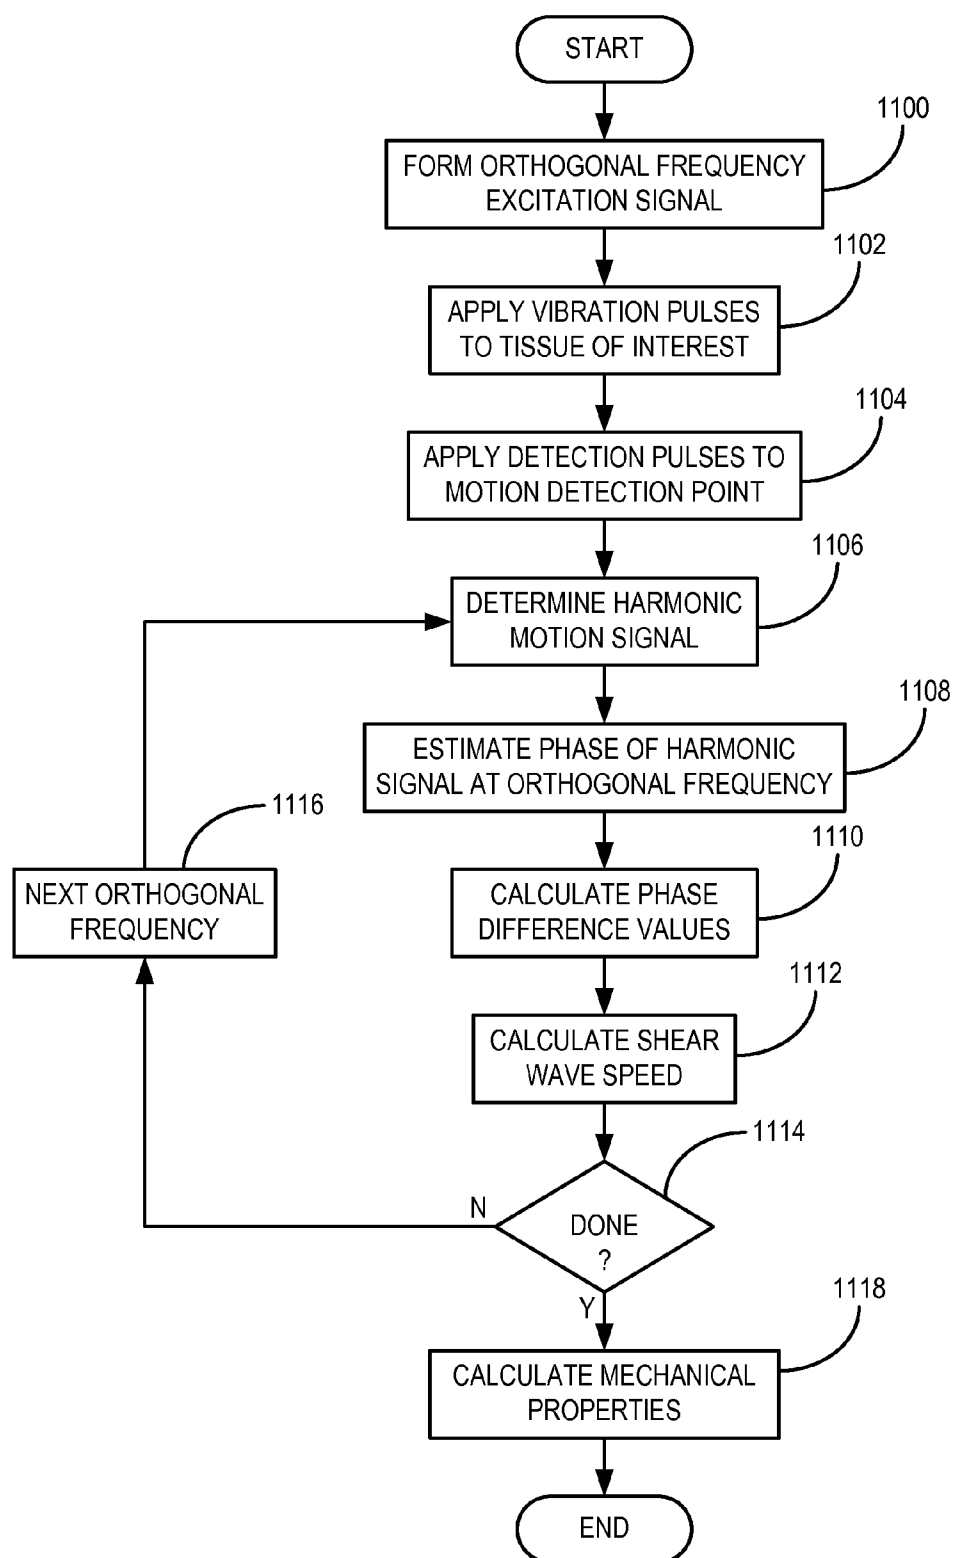 START
1100
FORM ORTHOGONAL FREQUENCY
EXCITATION SIGNAL
1102
APPLY VIBRATION PULSES
TO TISSUE OF INTEREST
1104
APPLY DETECTION PULSES TO
MOTION DETECTION POINT
1106
DETERMINE HARMONIC
MOTION SIGNAL
1108
ESTIMATE PHASE OF HARMONIC
SIGNAL AT ORTHOGONAL FREQUENCY
1116
NEXT ORTHOGONAL
FREQUENCY
1110
CALCULATE PHASE
DIFFERENCE VALUES
1112
CALCULATE SHEAR
WAVE SPEED
1114
N
DONE
?
Y
1118
CALCULATE MECHANICAL
PROPERTIES
END